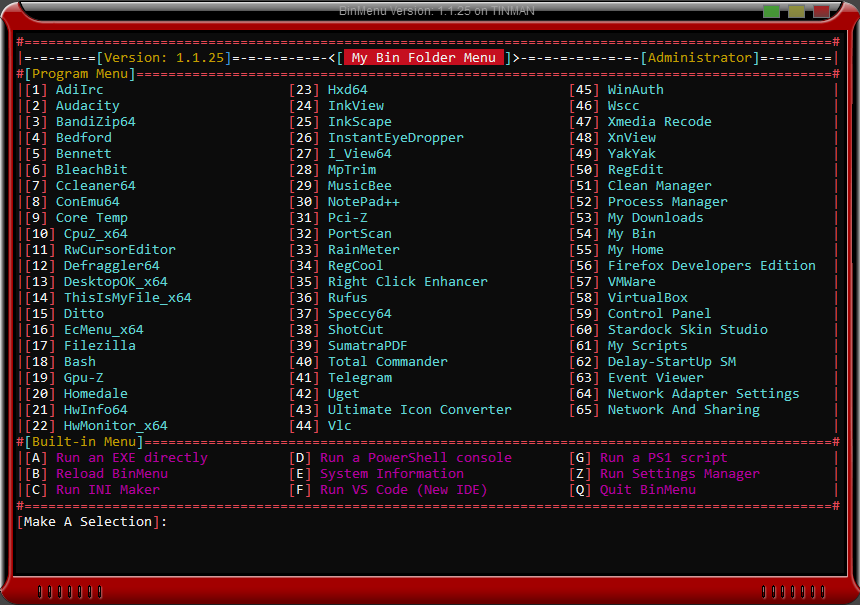 BinMenu Version: 1.1.25 on TINMAN
#=====================================================================================================#
|=-=-=-=-=[Version: 1.1.25]=-=-=-=-=-=-=<[ My Bin Folder Menu ]>-=-=-=-=-=-=-=-=[Administrator]=-=-=-=-=|
#[Program Menu]=======================================================================================#
|[1] AdiIrc [23] Hxd64 [45] WinAuth |
|[2] Audacity [24] InkView [46] Wscc |
|[3] BandiZip64 [25] InkScape [47] Xmedia Recode |
|[4] Bedford [26] InstantEyeDropper [48] XnView |
|[5] Bennett [27] I_View64 [49] YakYak |
|[6] BleachBit [28] MpTrim [50] RegEdit |
|[7] Ccleaner64 [29] MusicBee [51] Clean Manager |
|[8] ConEmu64 [30] NotePad++ [52] Process Manager |
|[9] Core Temp [31] Pci-Z [53] My Downloads |
|[10] CpuZ_x64 [32] PortScan [54] My Bin |
|[11] RwCursorEditor [33] RainMeter [55] My Home |
|[12] Defraggler64 [34] RegCool [56] Firefox Developers Edition |
|[13] DesktopOK_x64 [35] Right Click Enhancer [57] VMWare |
|[14] ThisIsMyFile_x64 [36] Rufus [58] VirtualBox |
|[15] Ditto [37] Speccy64 [59] Control Panel |
|[16] EcMenu_x64 [38] ShotCut [60] Stardock Skin Studio |
|[17] Filezilla [39] SumatraPDF [61] My Scripts |
|[18] Bash [40] Total Commander [62] Delay-StartUp SM |
|[19] Gpu-Z [41] Telegram [63] Event Viewer |
|[20] Homedale [42] Uget [64] Network Adapter Settings |
|[21] HwInfo64 [43] Ultimate Icon Converter [65] Network And Sharing |
|[22] HwMonitor_x64 [44] Vlc |
#[Built-in Menu]======================================================================================#
|[A] Run an EXE directly [D] Run a PowerShell console [G] Run a PS1 script |
|[B] Reload BinMenu [E] System Information [Z] Run Settings Manager |
|[C] Run INI Maker [F] Run VS Code (New IDE) [Q] Quit BinMenu |
#=====================================================================================================#
[Make A Selection]: